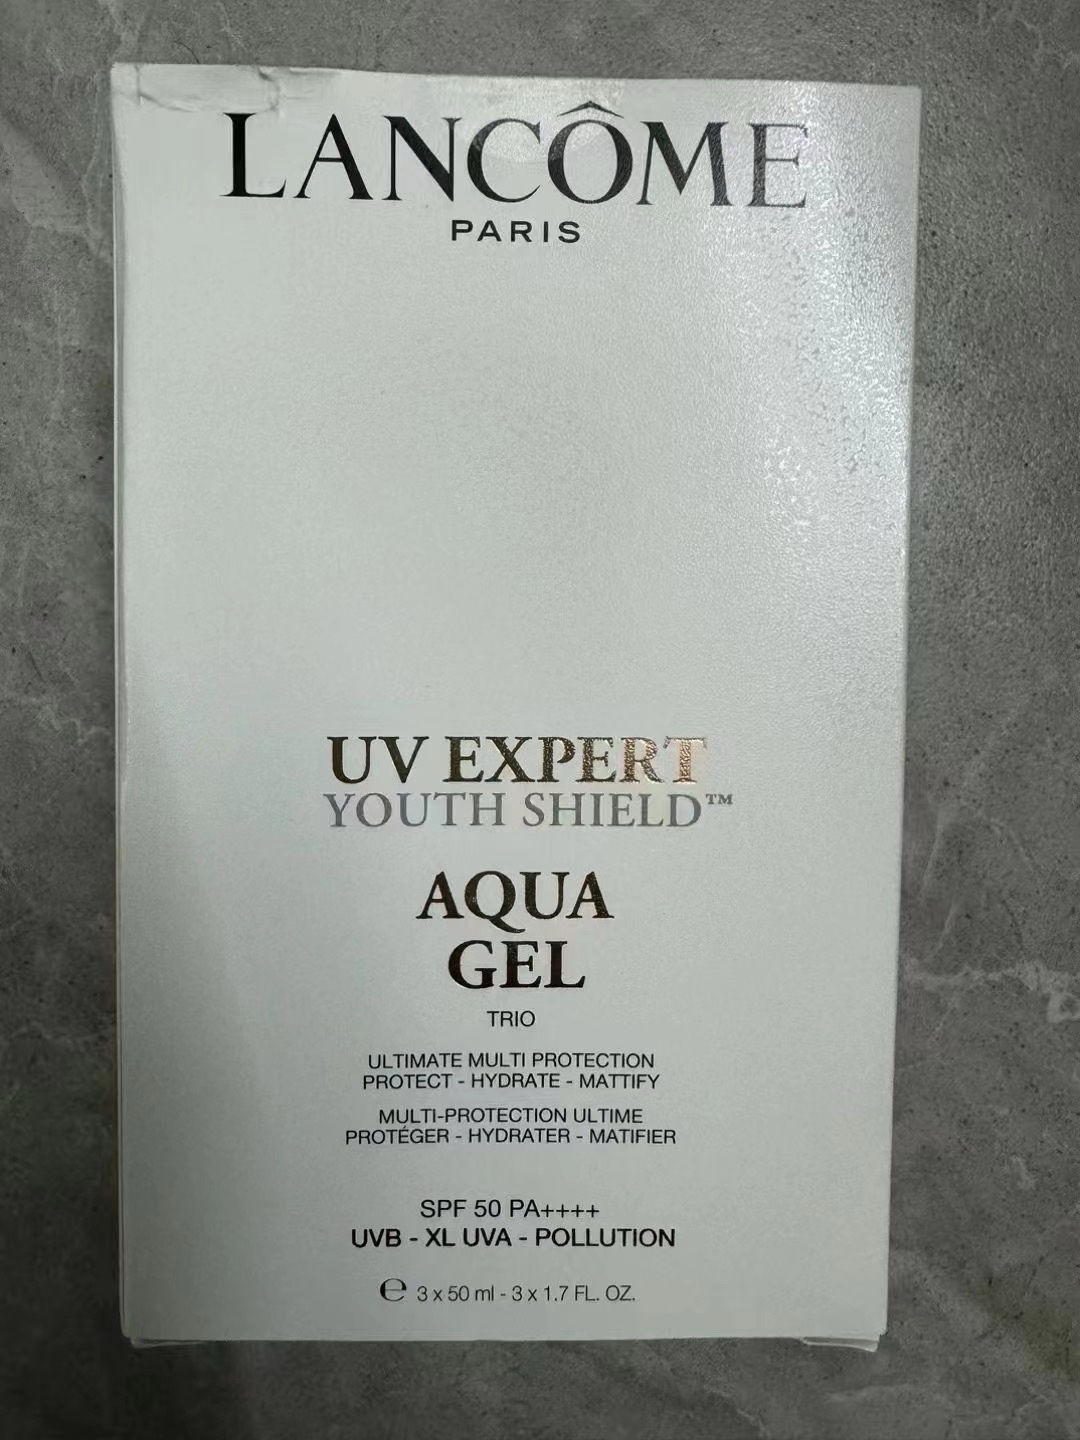 LANCÔME
PARIS
UV EXPERT
YOUTH SHIELD™
AQUA
GEL
TRIO
ULTIMATE MULTI PROTECTION
PROTECT - HYDRATE - MATTIFY
MULTI-PROTECTION ULTIME
PROTÉGER - HYDRATER - MATIFIER
SPF 50 PA++++
UVB - XL UVA - POLLUTION
℮ 3 x 50 ml - 3 x 1.7 FL. OZ.